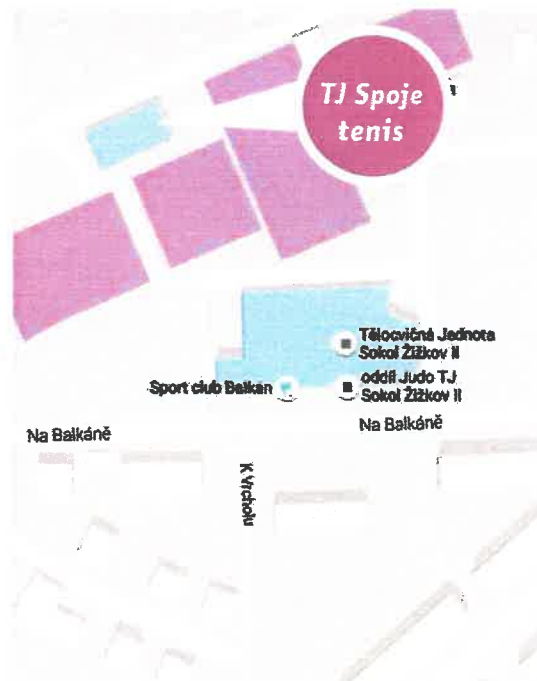 TJ Spoje
tenis
Tělocvičná Jednota
Sokol Žižkov II
Sport club Balkán
oddíl Judo TJ
Sokol Žižkov II
Na Balkáně
Na Balkáně
K Vrcholu